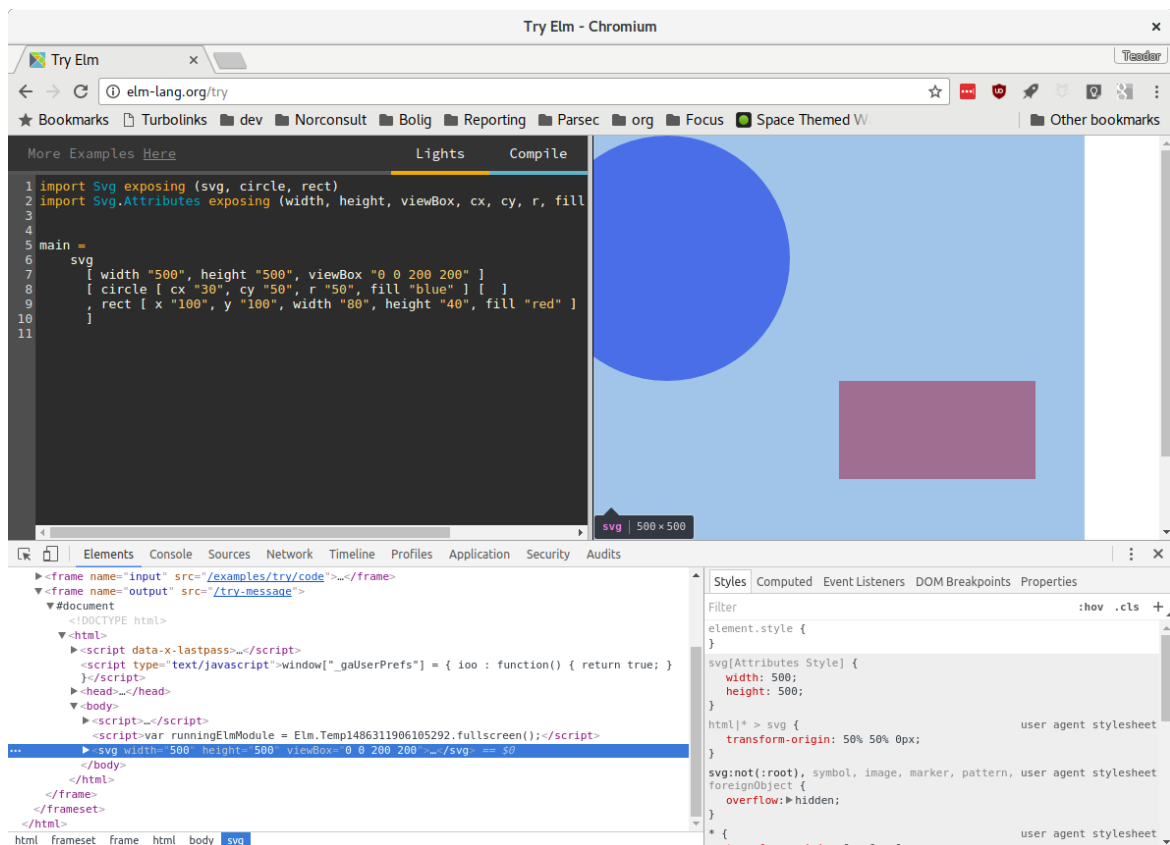 Try Elm - Chromium
Try Elm
Teodor
elm-lang.org/try
Bookmarks Turbolinks dev Norconsult Bolig Reporting Parsec org Focus Space Themed W Other bookmarks
More Examples Here Lights Compile
1 import Svg exposing (svg, circle, rect)
2 import Svg.Attributes exposing (width, height, viewBox, cx, cy, r, fill
3
4
5 main =
6     svg
7       [ width "500", height "500", viewBox "0 0 200 200" ]
8       [ circle [ cx "30", cy "50", r "50", fill "blue" ] [  ]
9       , rect [ x "100", y "100", width "80", height "40", fill "red" ]
10       ]
11
svg | 500 × 500
Elements Console Sources Network Timeline Profiles Application Security Audits
<frame name="input" src="/examples/try/code">…</frame>
<frame name="output" src="/try-message">
#document
<!DOCTYPE html>
<html>
<script data-x-lastpass>…</script>
<script type="text/javascript">window["_gaUserPrefs"] = { ioo : function() { return true; }
}</script>
<head>…</head>
<body>
<script>…</script>
<script>var runningElmModule = Elm.Temp1486311906105292.fullscreen();</script>
… <svg width="500" height="500" viewBox="0 0 200 200">…</svg> == $0
</body>
</html>
</frame>
</frameset>
</html>
html frameset frame html body svg
Styles Computed Event Listeners DOM Breakpoints Properties
Filter :hov .cls +
element.style {
}
svg[Attributes Style] {
width: 500;
height: 500;
}
html|* > svg { user agent stylesheet
transform-origin: 50% 50% 0px;
}
svg:not(:root), symbol, image, marker, pattern, user agent stylesheet
foreignObject {
overflow: hidden;
}
* { user agent stylesheet